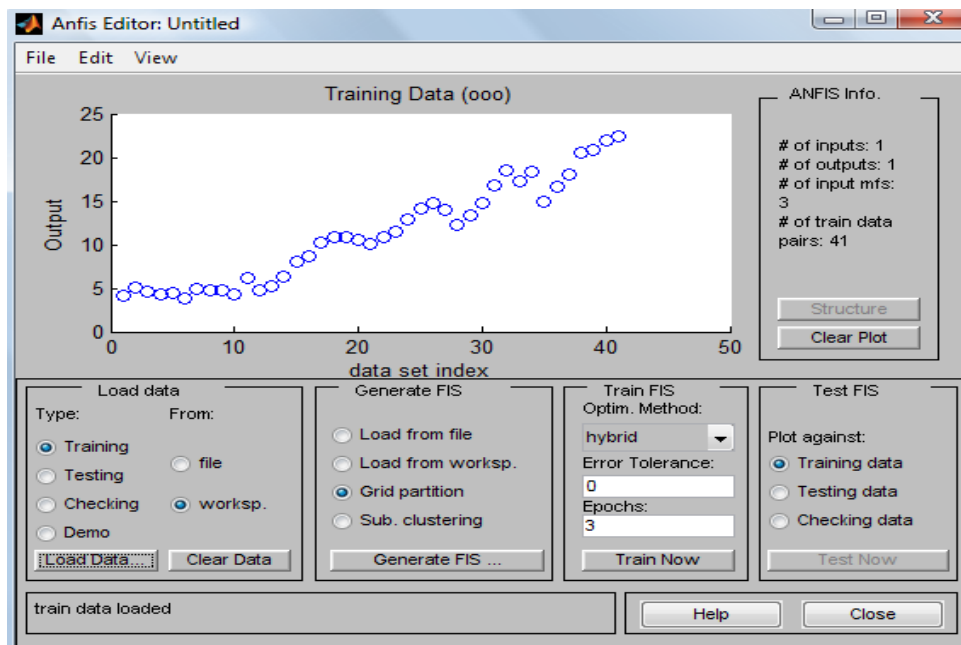 Anfis Editor: Untitled
File Edit View
Training Data (ooo)
25
20
15
10
5
0
Output
0 10 20 30 40 50
data set index
ANFIS Info.
# of inputs: 1
# of outputs: 1
# of input mfs:
3
# of train data
pairs: 41
Structure
Clear Plot
Load data
Type: From:
Training
Testing
Checking
Demo
file
worksp.
Load Data... Clear Data
Generate FIS
Load from file
Load from worksp.
Grid partition
Sub. clustering
Generate FIS ...
Train FIS
Optim. Method:
hybrid
Error Tolerance:
0
Epochs:
3
Train Now
Test FIS
Plot against:
Training data
Testing data
Checking data
Test Now
train data loaded
Help Close